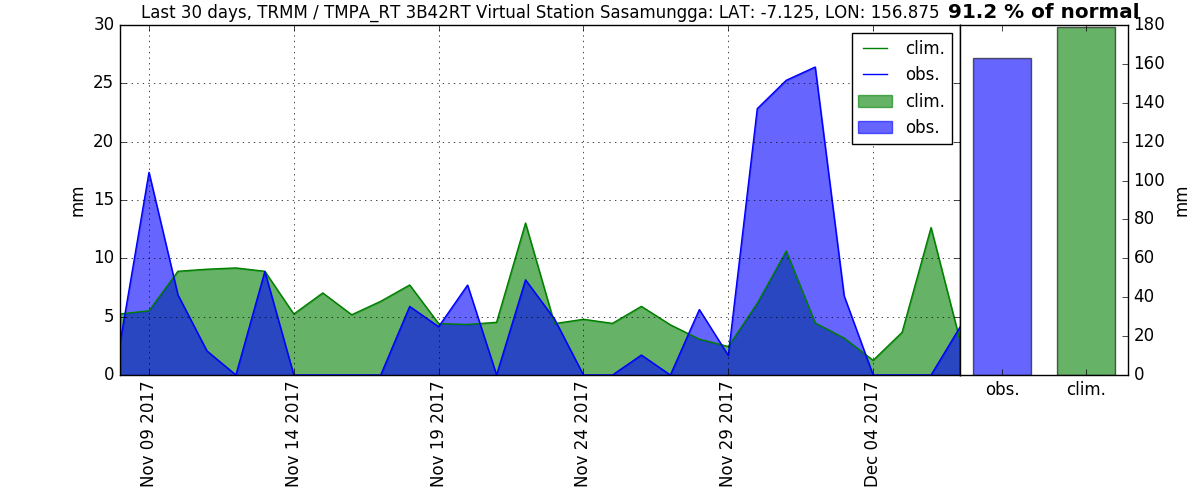 Last 30 days, TRMM / TMPA_RT 3B42RT Virtual Station Sasamungga: LAT: -7.125, LON: 156.875 91.2 % of normal
30
25
20
15
10
5
0
mm
clim.
obs.
clim.
obs.
180
160
140
120
100
80
60
40
20
0
mm
obs. clim.
Nov 09 2017
Nov 14 2017
Nov 19 2017
Nov 24 2017
Nov 29 2017
Dec 04 2017